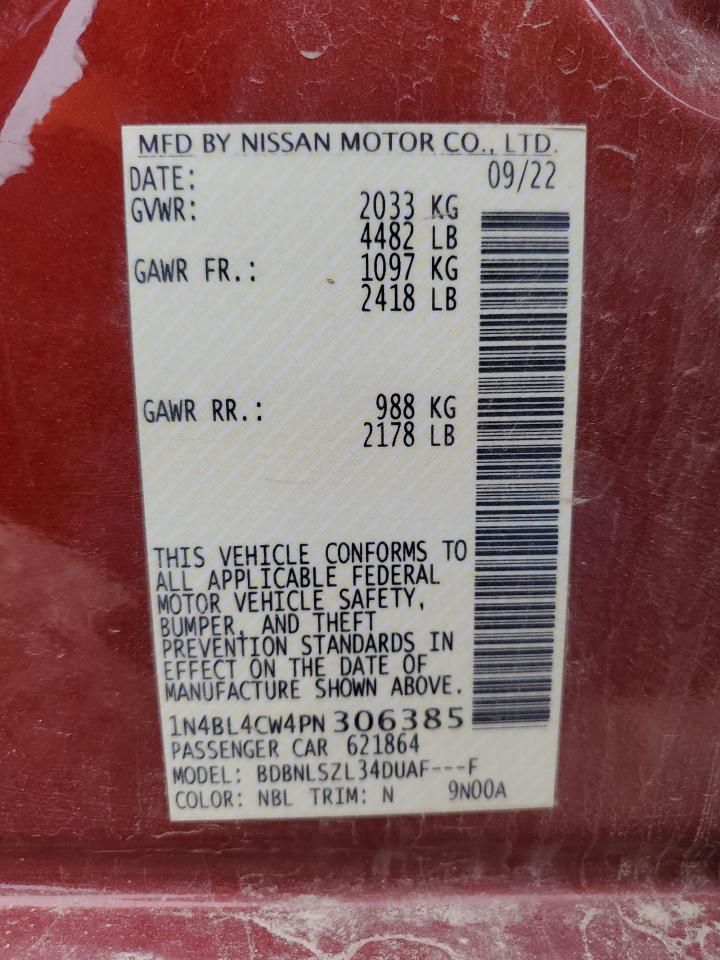 MFD BY NISSAN MOTOR CO., LTD.
DATE: 09/22
GVWR: 2033 KG
4482 LB
GAWR FR.: 1097 KG
2418 LB
GAWR RR.: 988 KG
2178 LB
THIS VEHICLE CONFORMS TO
ALL APPLICABLE FEDERAL
MOTOR VEHICLE SAFETY,
BUMPER, AND THEFT
PREVENTION STANDARDS IN
EFFECT ON THE DATE OF
MANUFACTURE SHOWN ABOVE.
1N4BL4CW4PN 306385
PASSENGER CAR 621864
MODEL: BDBNLSZL34DUAF---F
COLOR: NBL TRIM: N 9N00A